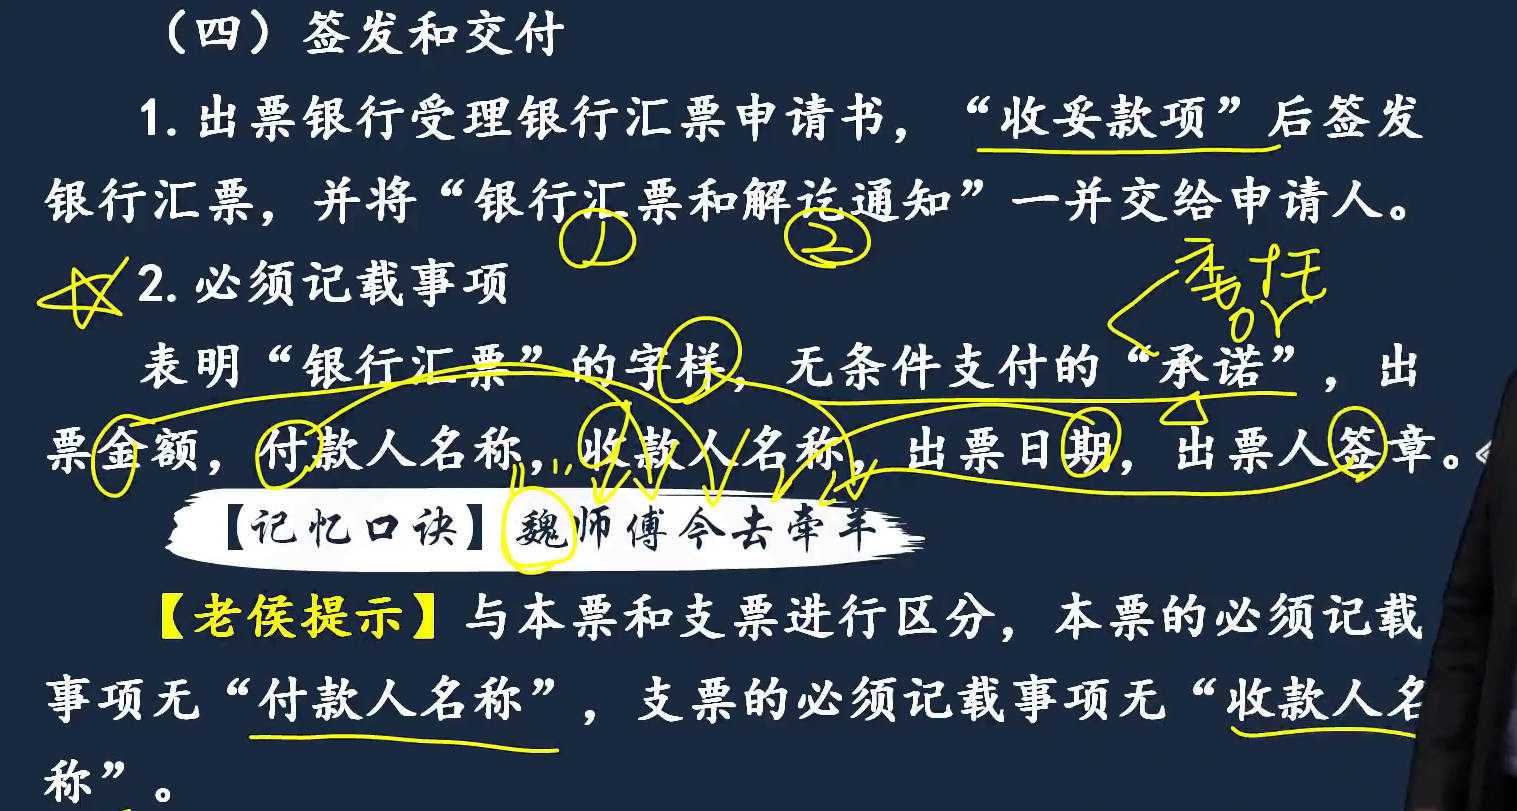 （四）签发和交付
1.出票银行受理银行汇票申请书，“收妥款项”后签发
银行汇票，并将“银行汇票和解讫通知”一并交给申请人。
1 2
2.必须记载事项
委托
表明“银行汇票”的字样，无条件支付的“承诺”，出
票金额，付款人名称，收款人名称，出票日期，出票人签章。
【记忆口诀】魏师傅今去牵羊
【老侯提示】与本票和支票进行区分，本票的必须记载
事项无“付款人名称”，支票的必须记载事项无“收款人名
称”。